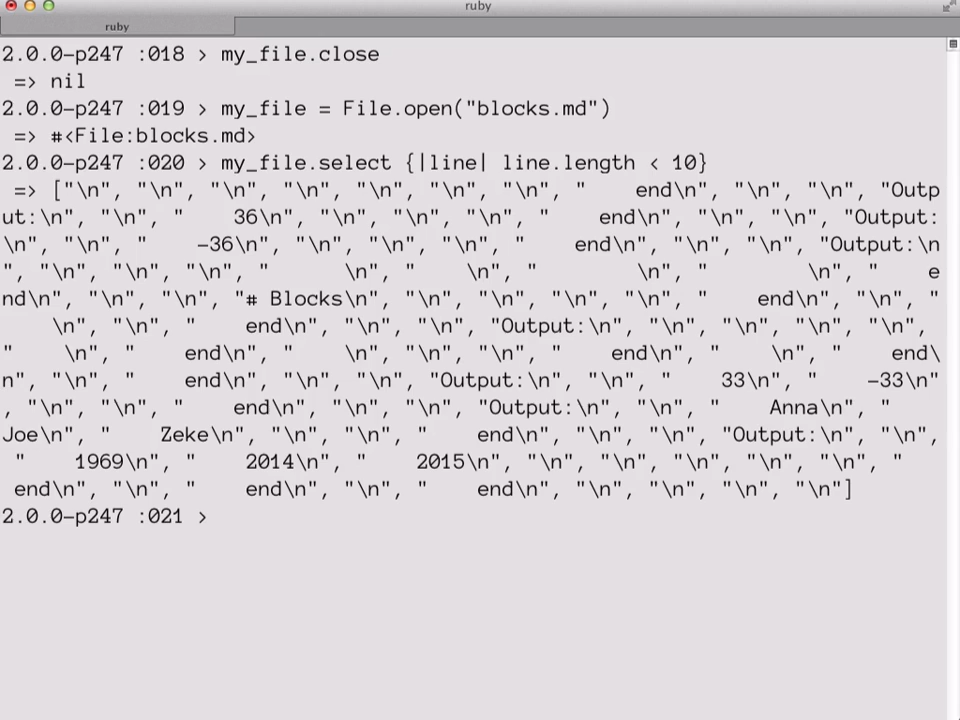 ruby
ruby
2.0.0-p247 :018 > my_file.close
 => nil
2.0.0-p247 :019 > my_file = File.open("blocks.md")
 => #<File:blocks.md>
2.0.0-p247 :020 > my_file.select {|line| line.length < 10}
 => ["\n", "\n", "\n", "\n", "\n", "\n", "\n", "    end\n", "\n", "\n", "Outp
ut:\n", "\n", "    36\n", "\n", "\n", "\n", "    end\n", "\n", "\n", "Output:
\n", "\n", "    -36\n", "\n", "\n", "\n", "    end\n", "\n", "\n", "Output:\n
", "\n", "\n", "\n", "      \n", "    \n", "        \n", "        \n", "    e
nd\n", "\n", "\n", "# Blocks\n", "\n", "\n", "\n", "\n", "    end\n", "\n", "
    \n", "\n", "    end\n", "\n", "\n", "Output:\n", "\n", "\n", "\n", "\n",
"    \n", "    end\n", "    \n", "\n", "\n", "\n", "    end\n", "    \n", "    end\
n", "\n", "    end\n", "\n", "\n", "Output:\n", "\n", "    33\n", "    -33\n"
, "\n", "\n", "    end\n", "\n", "\n", "Output:\n", "\n", "    Anna\n", "
Joe\n", "    Zeke\n", "\n", "\n", "    end\n", "\n", "\n", "Output:\n", "\n",
 "    1969\n", "    2014\n", "    2015\n", "\n", "\n", "\n", "\n", "\n", "
 end\n", "\n", "    end\n", "\n", "    end\n", "\n", "\n", "\n", "\n"]
2.0.0-p247 :021 >